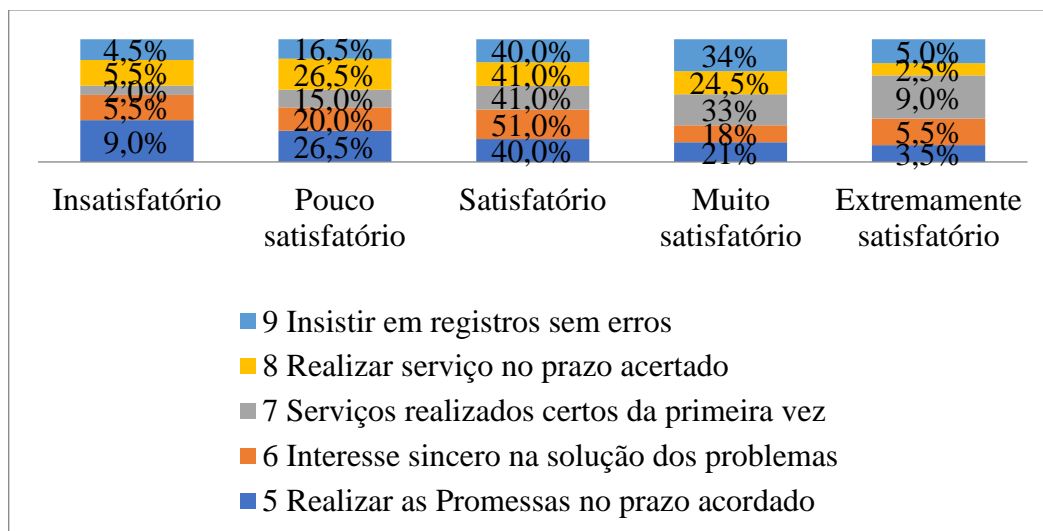 4,5% 16,5% 40,0% 34% 5,0%
5,5% 26,5% 41,0% 24,5% 2,5%
2,0% 15,0% 41,0% 33% 9,0%
5,5% 20,0% 51,0% 18% 5,5%
9,0% 26,5% 40,0% 21% 3,5%
Insatisfatório Pouco satisfatório Satisfatório Muito satisfatório Extremamente satisfatório
9 Insistir em registros sem erros
8 Realizar serviço no prazo acertado
7 Serviços realizados certos da primeira vez
6 Interesse sincero na solução dos problemas
5 Realizar as Promessas no prazo acordado